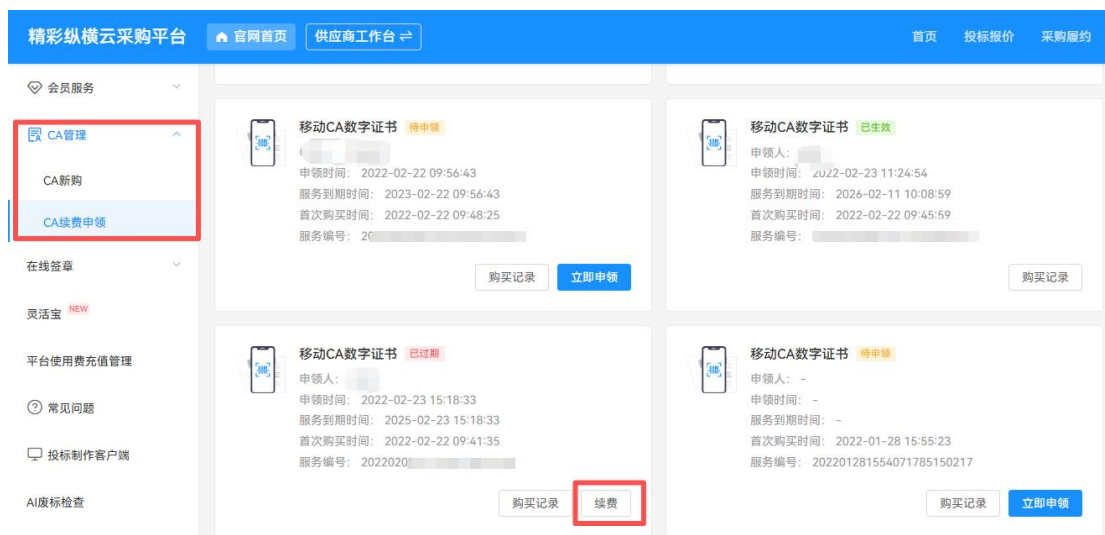 精彩纵横云采购平台 官网首页 供应商工作台 首页 投标报价 采购履约
会员服务
CA管理
CA新购
CA续费申领
在线签章
灵活宝 NEW
平台使用费充值管理
常见问题
投标制作客户端
AI废标检查
移动CA数字证书 待申领
申领时间： 2022-02-22 09:56:43
服务到期时间： 2023-02-22 09:56:43
首次购买时间： 2022-02-22 09:48:25
服务编号： 20
购买记录 立即申领
移动CA数字证书 已生效
申领人：
申领时间： 2022-02-23 11:24:54
服务到期时间： 2026-02-11 10:08:59
首次购买时间： 2022-02-22 09:45:59
服务编号：
购买记录
移动CA数字证书 已过期
申领人：
申领时间： 2022-02-23 15:18:33
服务到期时间： 2025-02-23 15:18:33
首次购买时间： 2022-02-22 09:41:35
服务编号： 2022020
购买记录 续费
移动CA数字证书 待申领
申领人： -
申领时间： -
服务到期时间： -
首次购买时间： 2022-01-28 15:55:23
服务编号： 202201281554071785150217
购买记录 立即申领